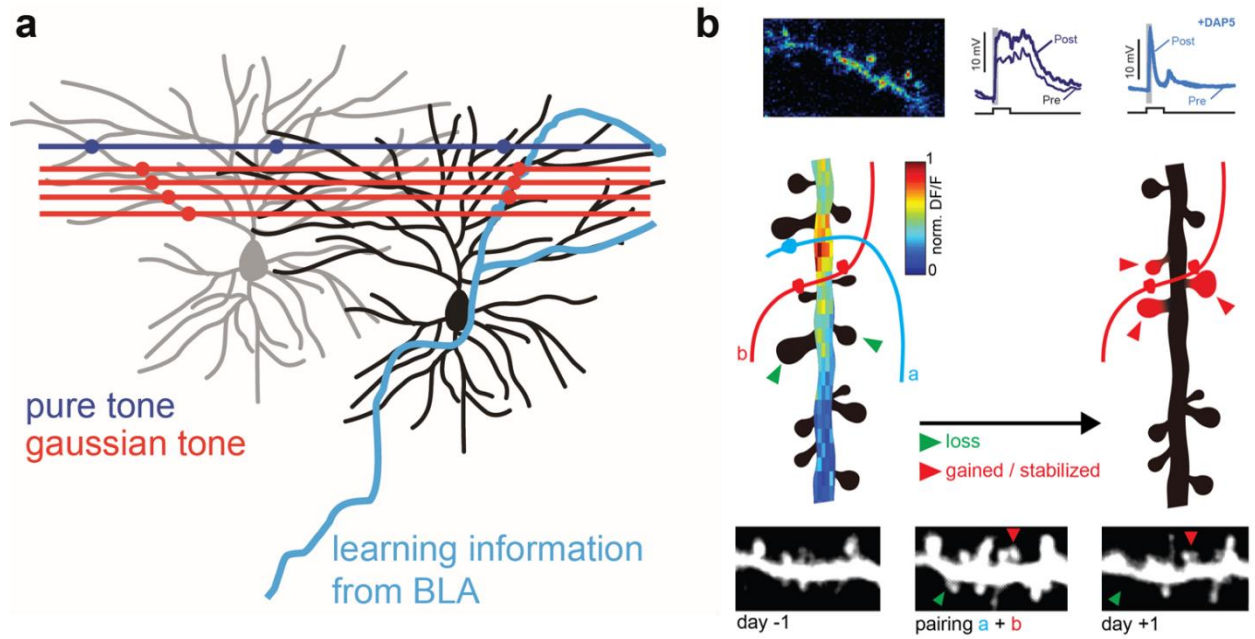 a
pure tone
gaussian tone
learning information
from BLA
b
10 mV
Post
Pre
+DAP5
10 mV
Post
Pre
1
norm. DF/F
0
b
a
loss
gained / stabilized
day -1
pairing a + b
day +1